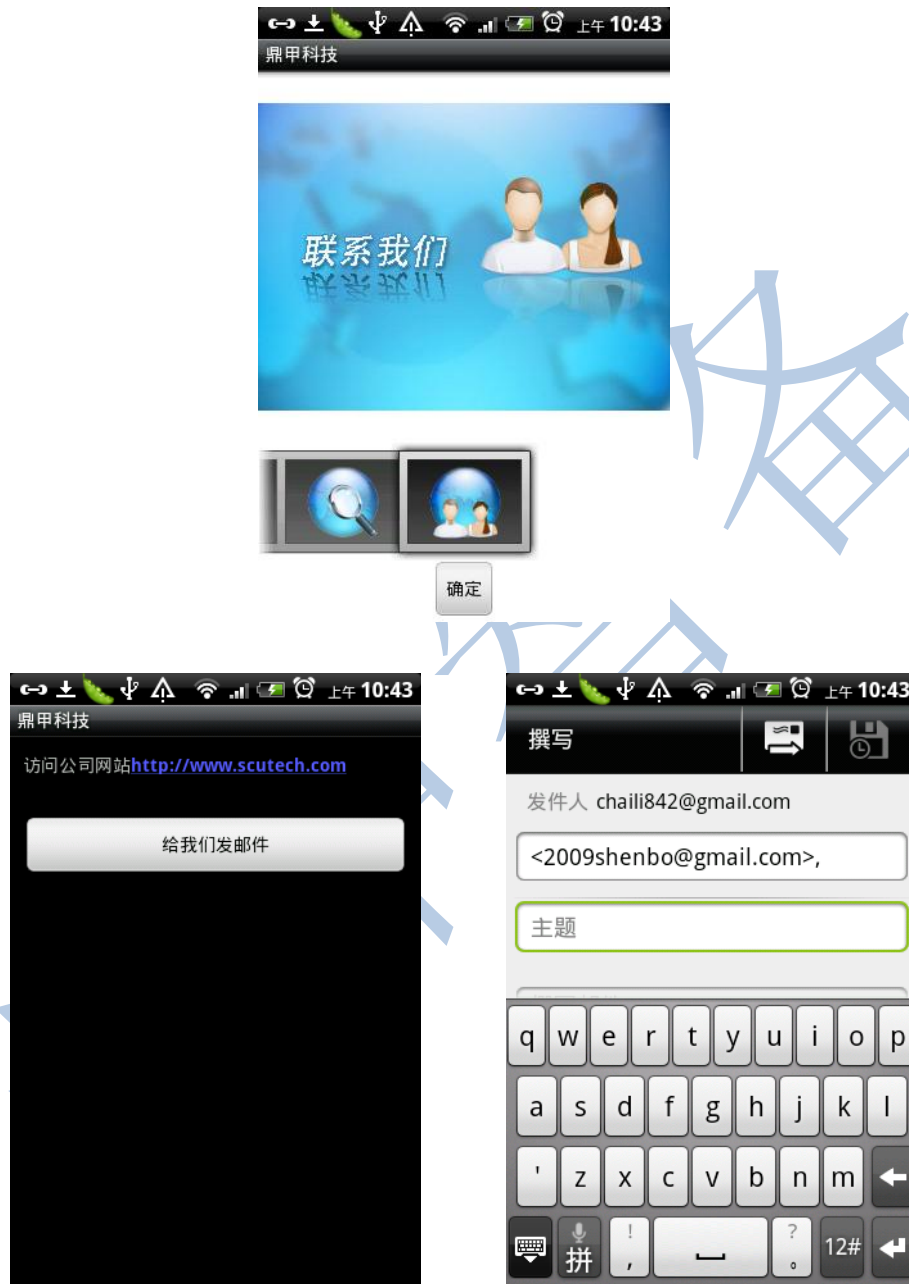 上午 10:43
鼎甲科技
联系我们
确定
上午 10:43
鼎甲科技
访问公司网站http://www.scutech.com
给我们发邮件
上午 10:43
撰写
发件人 chaili842@gmail.com
<2009shenbo@gmail.com>,
主题
q w e r t y u i o p
a s d f g h j k l
' z x c v b n m
拼 ! , ? 。 12#